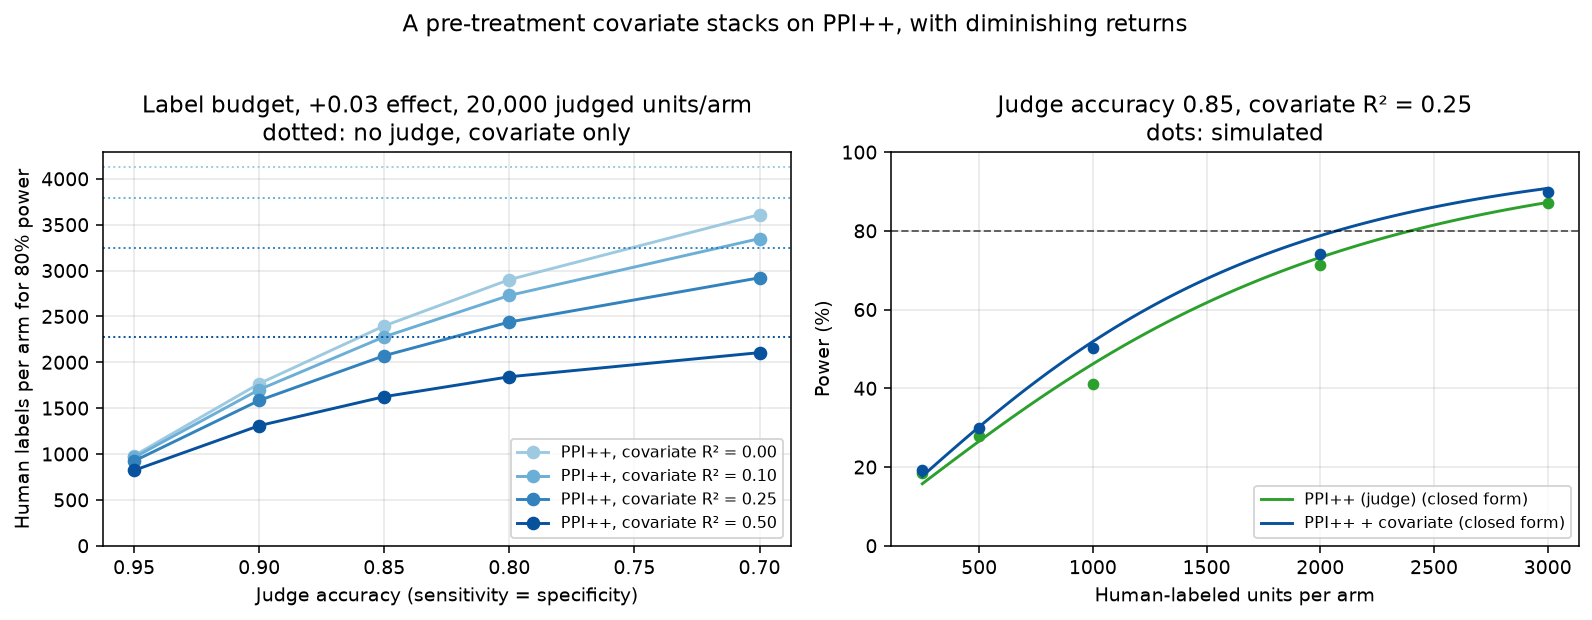 A pre-treatment covariate stacks on PPI++, with diminishing returns
Label budget, +0.03 effect, 20,000 judged units/arm
dotted: no judge, covariate only
Human labels per arm for 80% power
4000
3500
3000
2500
2000
1500
1000
500
0
0.95
0.90
0.85
0.80
0.75
0.70
Judge accuracy (sensitivity = specificity)
PPI++, covariate R² = 0.00
PPI++, covariate R² = 0.10
PPI++, covariate R² = 0.25
PPI++, covariate R² = 0.50
Judge accuracy 0.85, covariate R² = 0.25
dots: simulated
Power (%)
100
80
60
40
20
0
500
1000
1500
2000
2500
3000
Human-labeled units per arm
PPI++ (judge) (closed form)
PPI++ + covariate (closed form)